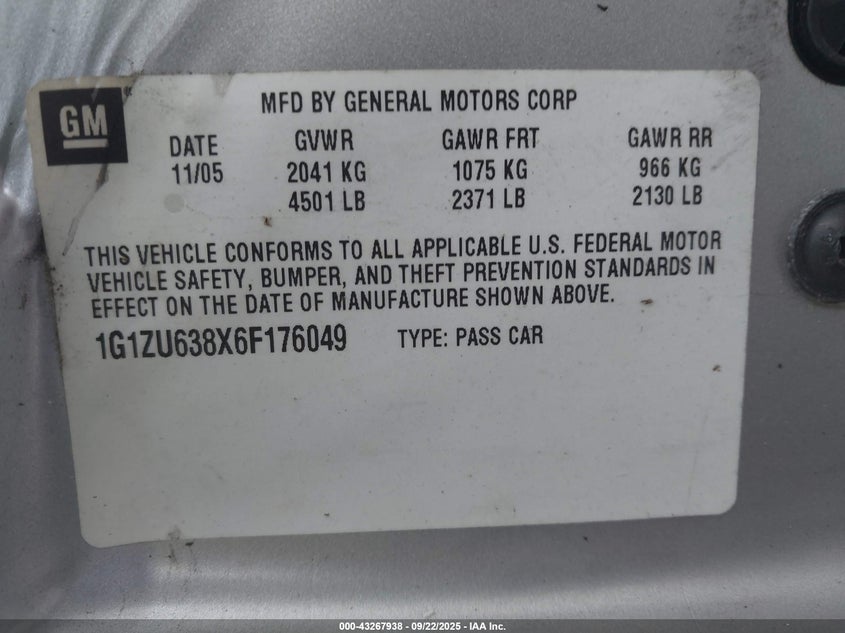 GM
MFD BY GENERAL MOTORS CORP
DATE GVWR GAWR FRT GAWR RR
11/05 2041 KG 1075 KG 966 KG
4501 LB 2371 LB 2130 LB
THIS VEHICLE CONFORMS TO ALL APPLICABLE U.S. FEDERAL MOTOR
VEHICLE SAFETY, BUMPER, AND THEFT PREVENTION STANDARDS IN
EFFECT ON THE DATE OF MANUFACTURE SHOWN ABOVE.
1G1ZU638X6F176049 TYPE: PASS CAR
000-43267938 - 09/22/2025 - IAA Inc.